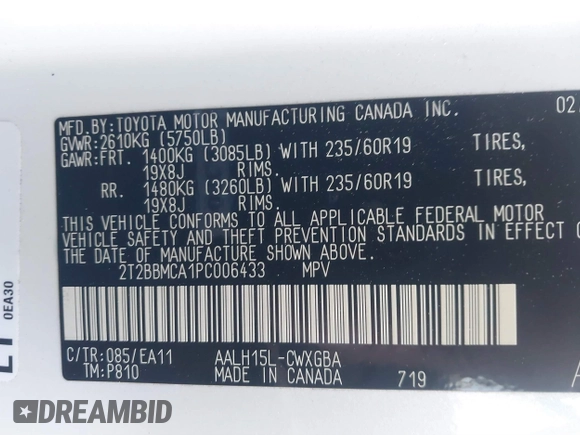 MFD.BY:TOYOTA MOTOR MANUFACTURING CANADA INC. 02
GVWR:2610KG (5750LB)
GAWR:FRT. 1400KG (3085LB) WITH 235/60R19 TIRES,
19X8J RIMS.
RR. 1480KG (3260LB) WITH 235/60R19 TIRES,
19X8J RIMS.
THIS VEHICLE CONFORMS TO ALL APPLICABLE FEDERAL MOTOR
VEHICLE SAFETY AND THEFT PREVENTION STANDARDS IN EFFECT
THE DATE OF MANUFACTURE SHOWN ABOVE.
2T2BBMCA1PC006433 MPV
C/TR:085/EA11 AALH15L-CWXGBA
TM:P810 MADE IN CANADA 719
0EA30
DREAMBID